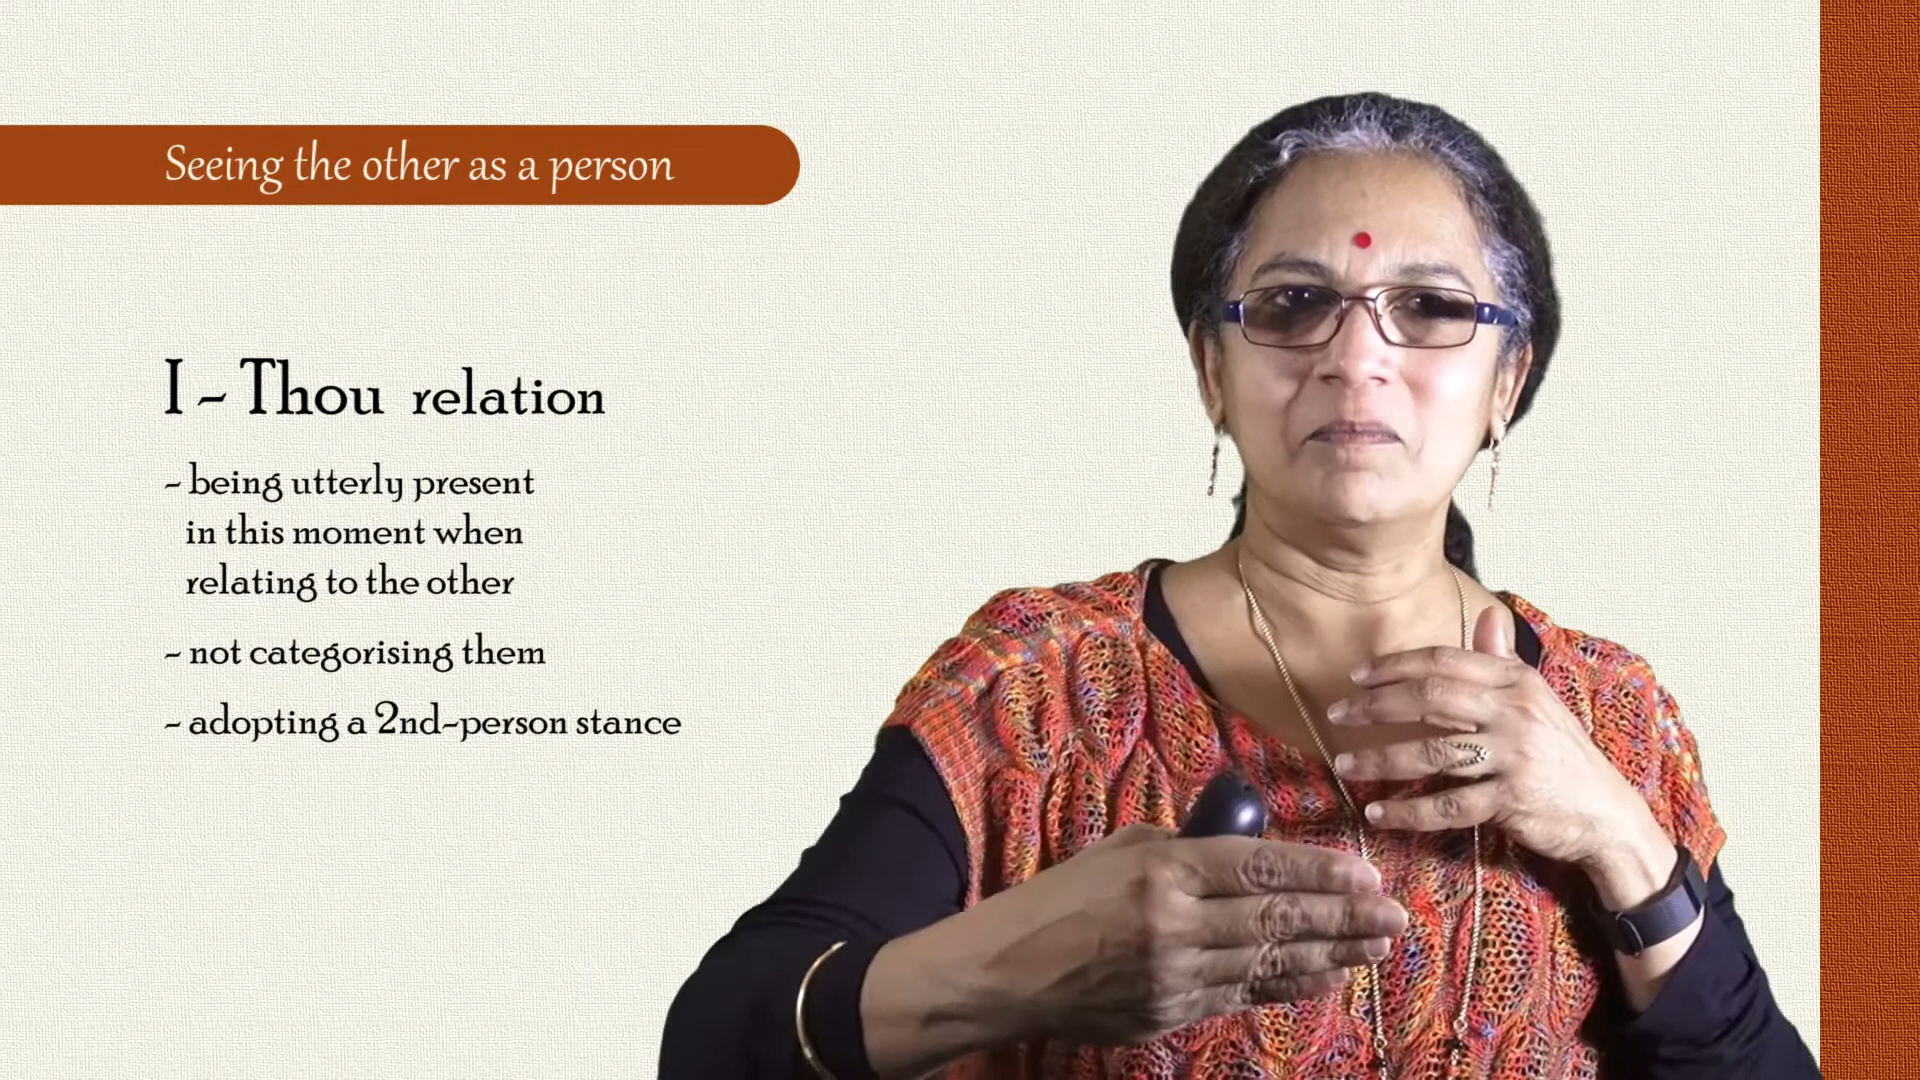 Seeing the other as a person
I - Thou relation
- being utterly present
in this moment when
relating to the other
- not categorising them
- adopting a 2nd-person stance